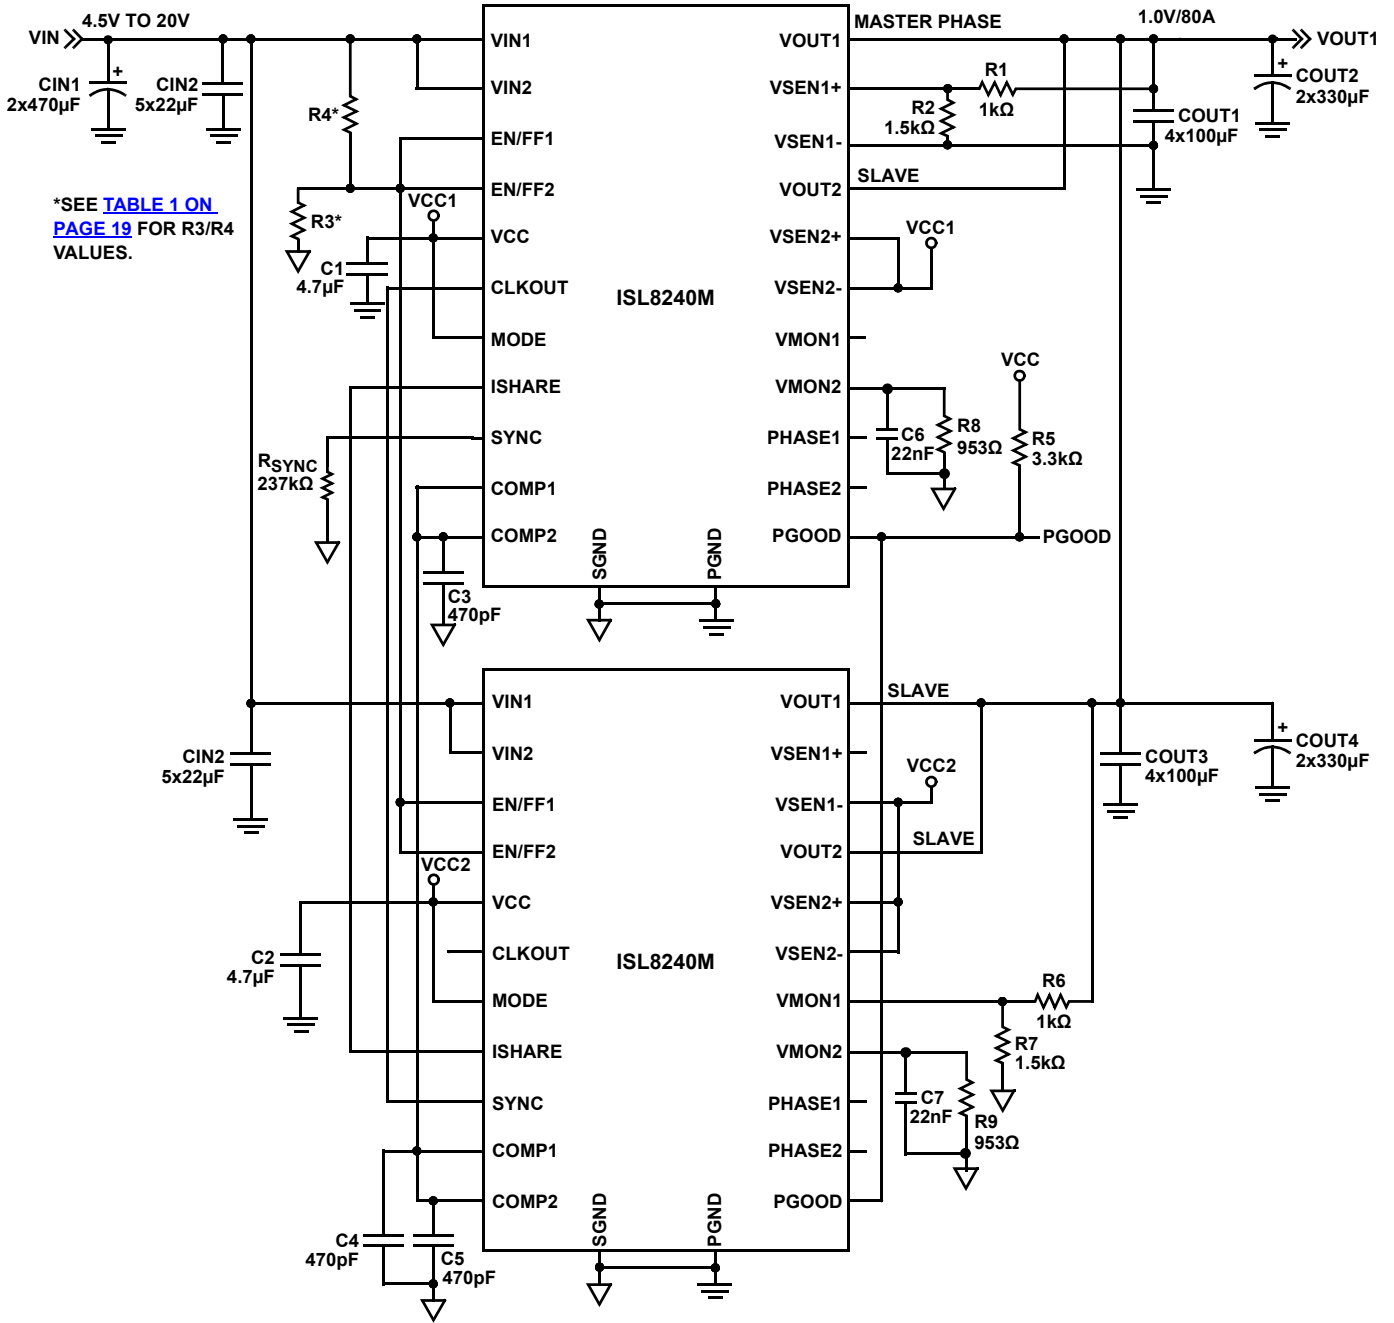 4.5V TO 20V
VIN
CIN1
2x470µF
CIN2
5x22µF
R4*
*SEE TABLE 1 ON
PAGE 19 FOR R3/R4
VALUES.
R3*
VCC1
C1
4.7µF
RSYNC
237kΩ
C3
470pF
VIN1
VIN2
EN/FF1
EN/FF2
VCC
CLKOUT
MODE
ISHARE
SYNC
COMP1
COMP2
ISL8240M
SGND
PGND
VOUT1
VSEN1+
VSEN1-
VOUT2
VSEN2+
VSEN2-
VMON1
VMON2
PHASE1
PHASE2
PGOOD
MASTER PHASE
1.0V/80A
VOUT1
R1
1kΩ
R2
1.5kΩ
COUT1
4x100µF
COUT2
2x330µF
SLAVE
VCC1
VCC
C6
22nF
R8
953Ω
R5
3.3kΩ
PGOOD
CIN2
5x22µF
VCC2
C2
4.7µF
C4
470pF
C5
470pF
VIN1
VIN2
EN/FF1
EN/FF2
VCC
CLKOUT
MODE
ISHARE
SYNC
COMP1
COMP2
ISL8240M
SGND
PGND
VOUT1
VSEN1+
VSEN1-
VOUT2
VSEN2+
VSEN2-
VMON1
VMON2
PHASE1
PHASE2
PGOOD
SLAVE
VCC2
SLAVE
COUT3
4x100µF
COUT4
2x330µF
R6
1kΩ
R7
1.5kΩ
C7
22nF
R9
953Ω